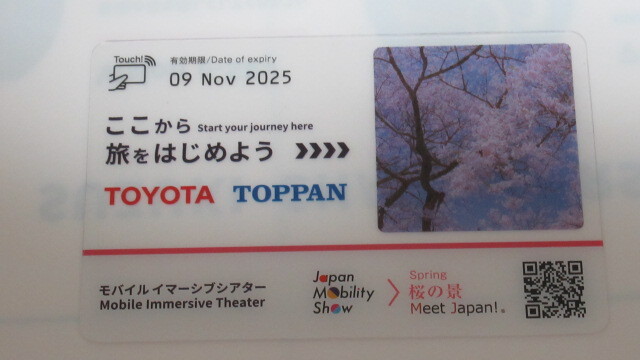 Touch!
有効期限/Date of expiry
09 Nov 2025
ここから Start your journey here
旅をはじめよう
TOYOTA TOPPAN
モバイル イマーシブシアター
Mobile Immersive Theater
Japan
Mobility
Show
Spring
桜の景
Meet Japan!。